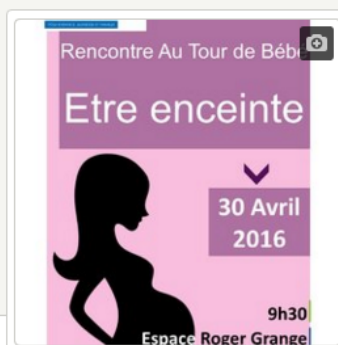 Rencontre Au Tour de Bébé
Etre enceinte
30 Avril
2016
9h30
Espace Roger Grange